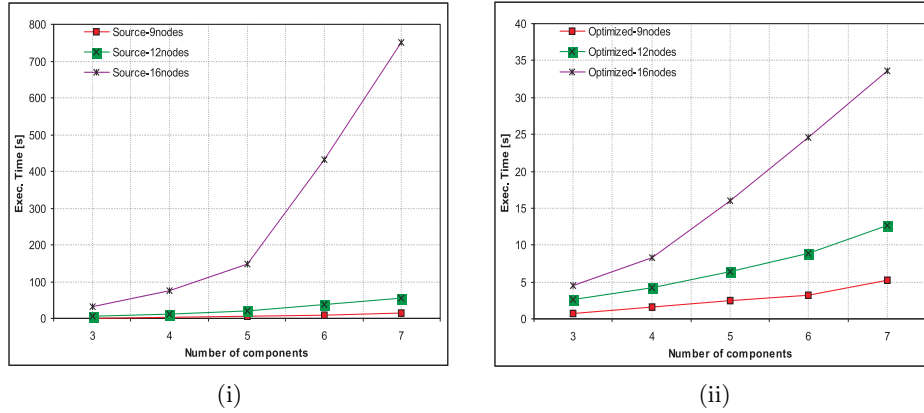 800
700
600
500
400
300
200
100
0
Exec. Time [s]
Source-9nodes
Source-12nodes
Source-16nodes
3 4 5 6 7
Number of components
(i)
40
35
30
25
20
15
10
5
0
Exec. Time [s]
Optimized-9nodes
Optimized-12nodes
Optimized-16nodes
3 4 5 6 7
Number of components
(ii)